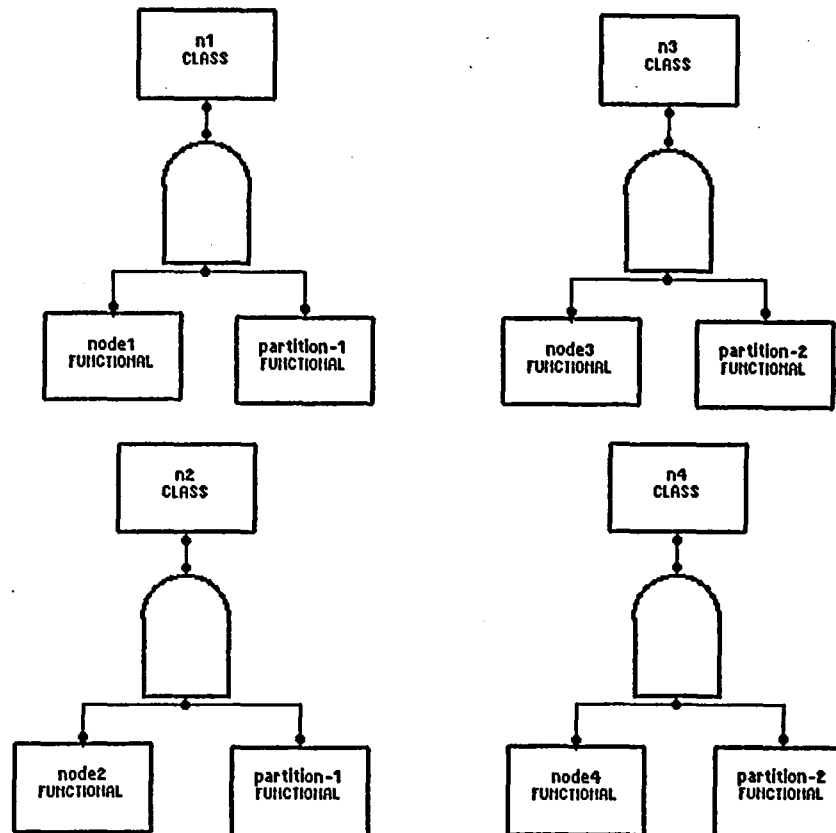 n1
CLASS
n3
CLASS
node1
FUNCTIONAL
partition-1
FUNCTIONAL
node3
FUNCTIONAL
partition-2
FUNCTIONAL
n2
CLASS
n4
CLASS
node2
FUNCTIONAL
partition-1
FUNCTIONAL
node4
FUNCTIONAL
partition-2
FUNCTIONAL